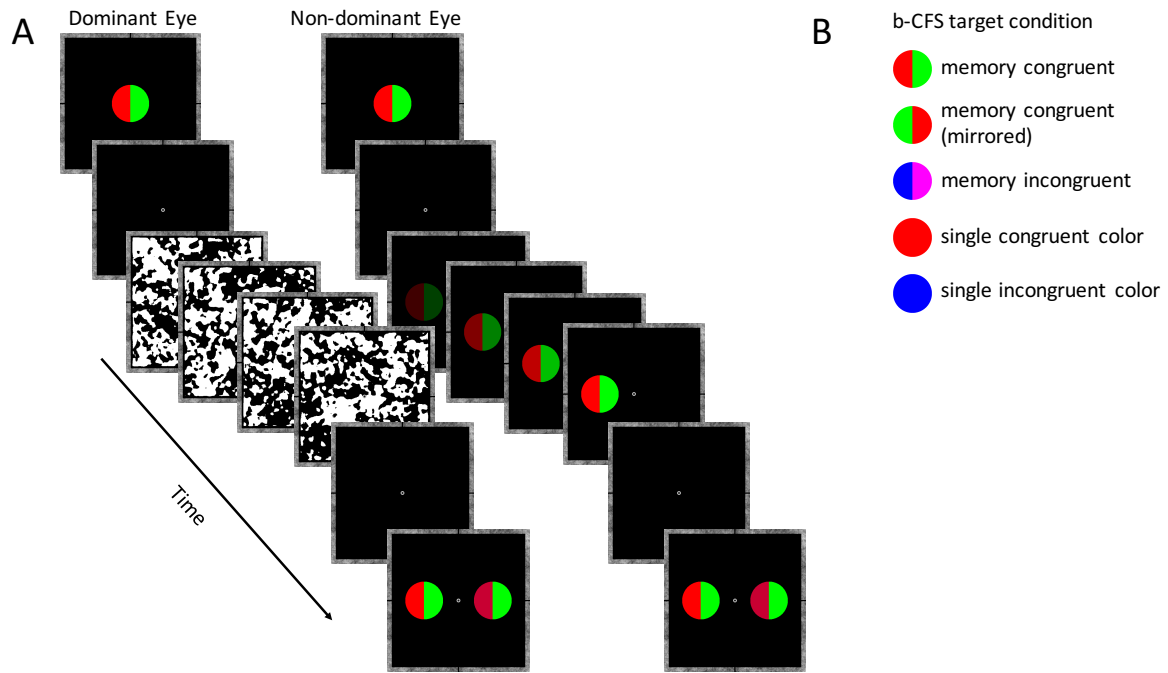 A
Dominant Eye
Non-dominant Eye
Time
B
b-CFS target condition
memory congruent
memory congruent
(mirrored)
memory incongruent
single congruent color
single incongruent color